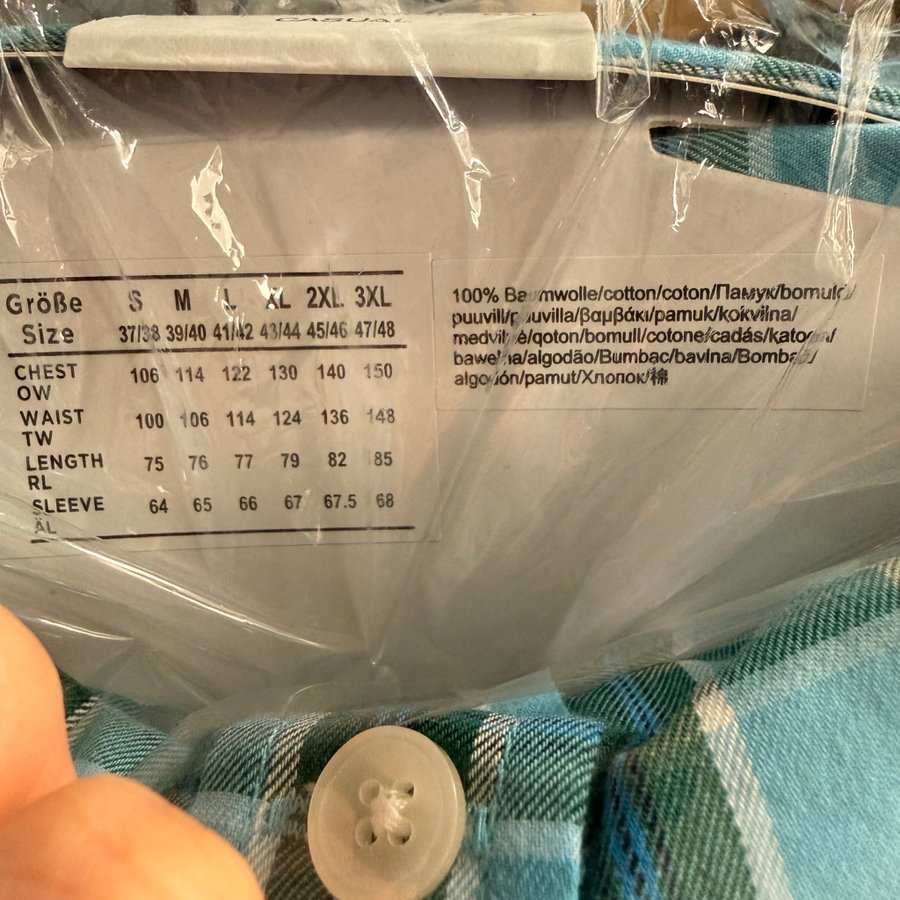 CASUAL
Größe S M L XL 2XL 3XL
Size 37/38 39/40 41/42 43/44 45/46 47/48
CHEST 106 114 122 130 140 150
OW
WAIST 100 106 114 124 136 148
TW
LENGTH 75 76 77 79 82 85
RL
SLEEVE 64 65 66 67 67.5 68
ÄL
100% Baumwolle/cotton/coton/Памук/bomuld/
puuvill/puuvilla/βαμβάκι/pamuk/kokvilna/
medvilnė/qoton/bomull/cotone/cadás/katoen/
bawełna/algodão/Bumbac/bavlna/Bombaž/
algodón/pamut/Хлопок/棉